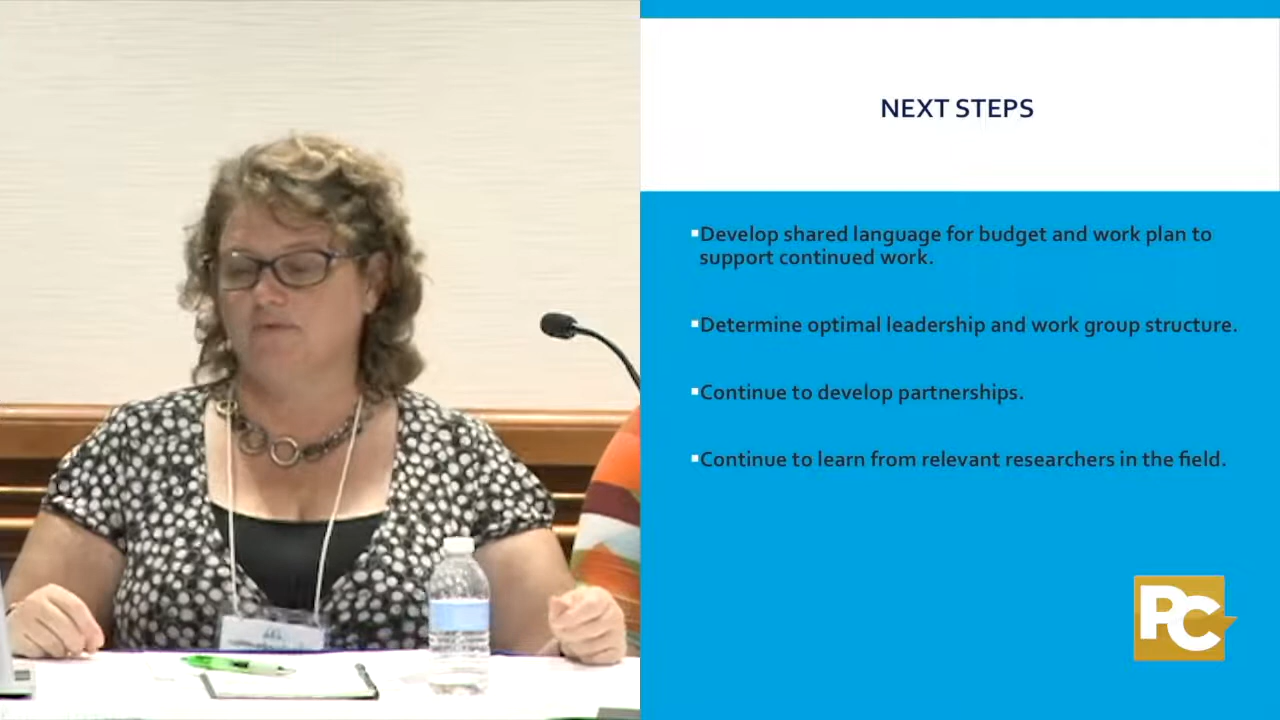 NEXT STEPS
▪Develop shared language for budget and work plan to
support continued work.
▪Determine optimal leadership and work group structure.
▪Continue to develop partnerships.
▪Continue to learn from relevant researchers in the field.
PC